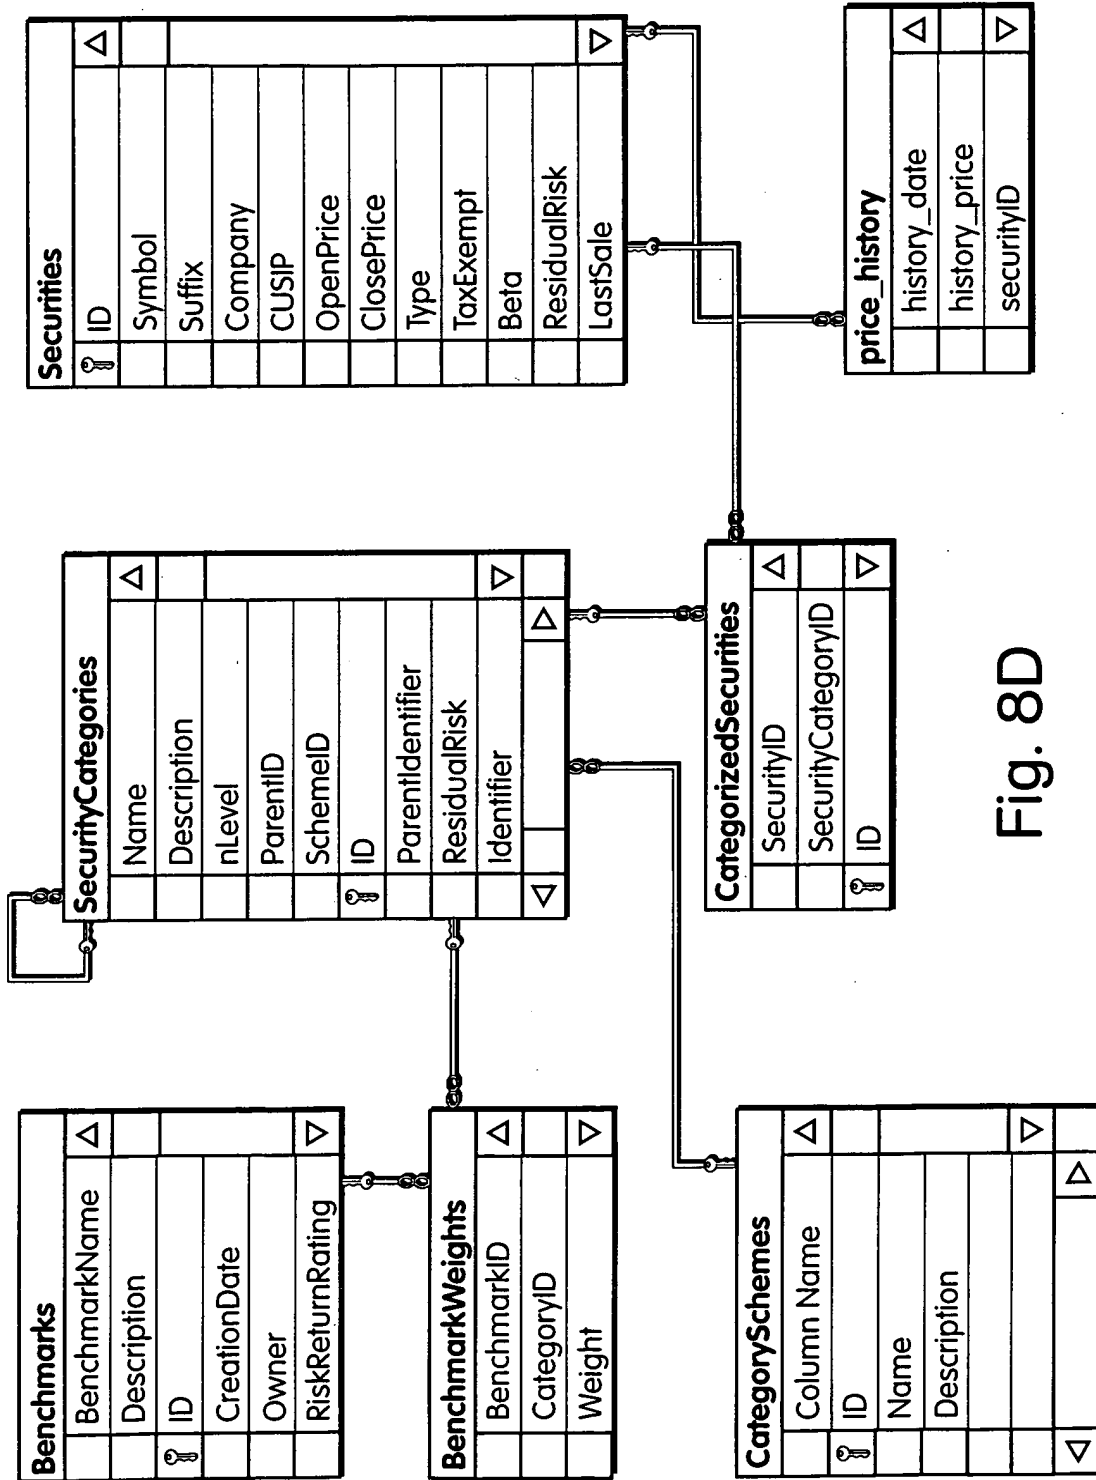 Benchmarks
BenchmarkName
Description
ID
CreationDate
Owner
RiskReturnRating
BenchmarkWeights
BenchmarkID
CategoryID
Weight
CategorySchemes
Column Name
ID
Name
Description
SecurityCategories
Name
Description
nLevel
ParentID
SchemeID
ID
ParentIdentifier
ResidualRisk
Identifier
CategorizedSecurities
SecurityID
SecurityCategoryID
ID
Securities
ID
Symbol
Suffix
Company
CUSIP
OpenPrice
ClosePrice
Type
TaxExempt
Beta
ResidualRisk
LastSale
price_history
history_date
history_price
securityID
Fig. 8D